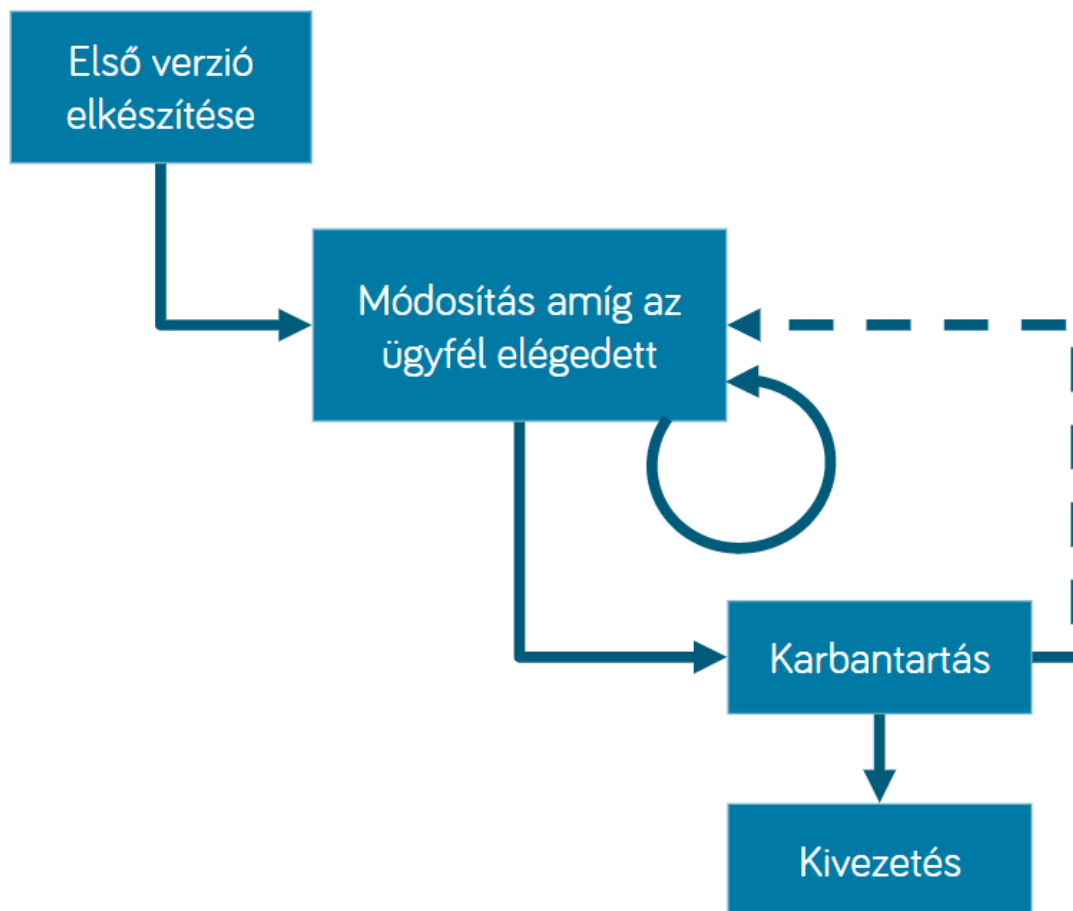 Első verzió
elkészítése
Módosítás amíg az
ügyfél elégedett
Karbantartás
Kivezetés